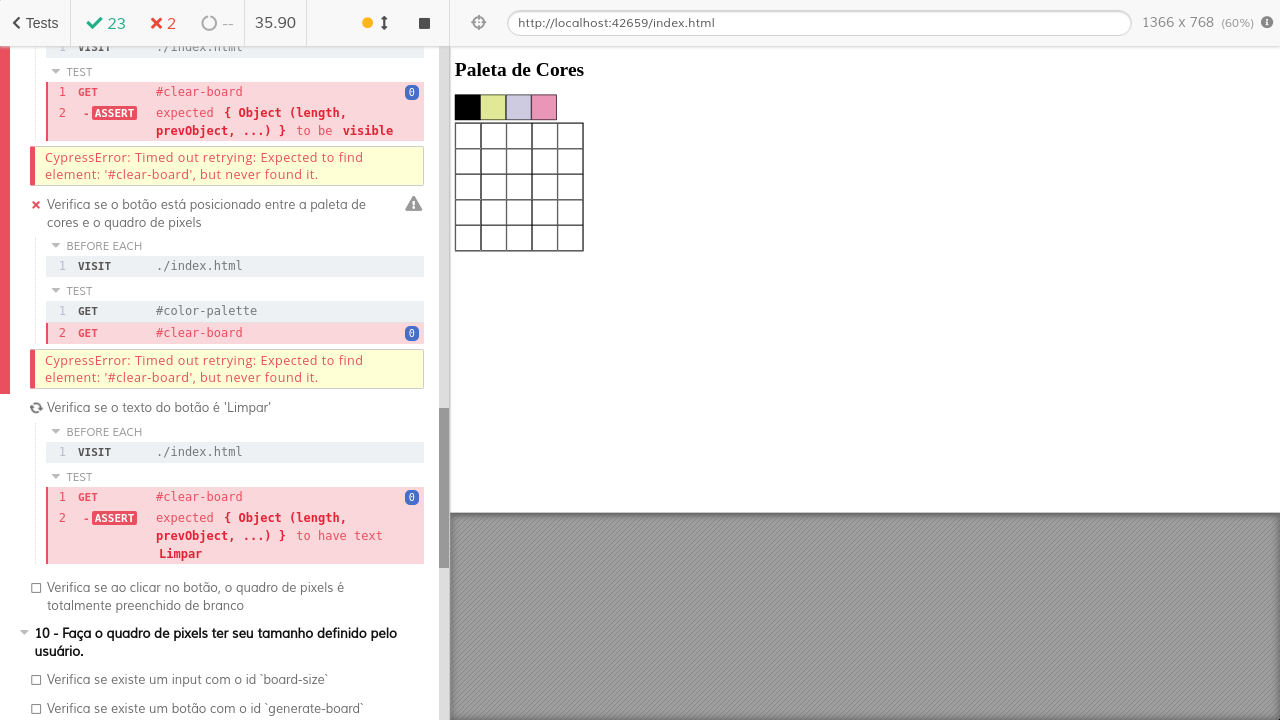 Tests 23 2 -- 35.90 http://localhost:42659/index.html 1366 x 768 (60%)
1 VISIT ./index.html
TEST
1 GET #clear-board 0
2 -ASSERT expected { Object (length,
prevObject, ...) } to be visible
CypressError: Timed out retrying: Expected to find
element: '#clear-board', but never found it.
Verifica se o botão está posicionado entre a paleta de
cores e o quadro de pixels
BEFORE EACH
1 VISIT ./index.html
TEST
1 GET #color-palette
2 GET #clear-board 0
CypressError: Timed out retrying: Expected to find
element: '#clear-board', but never found it.
Verifica se o texto do botão é 'Limpar'
BEFORE EACH
1 VISIT ./index.html
TEST
1 GET #clear-board 0
2 -ASSERT expected { Object (length,
prevObject, ...) } to have text
Limpar
Verifica se ao clicar no botão, o quadro de pixels é
totalmente preenchido de branco
10 - Faça o quadro de pixels ter seu tamanho definido pelo
usuário.
Verifica se existe um input com o id `board-size`
Verifica se existe um botão com o id `generate-board`
Paleta de Cores